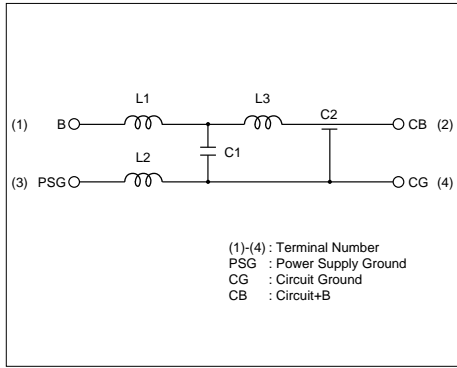 L1
L3
C2
(1) B
CB (2)
C1
L2
(3) PSG
CG (4)
(1)-(4) : Terminal Number
PSG : Power Supply Ground
CG : Circuit Ground
CB : Circuit+B